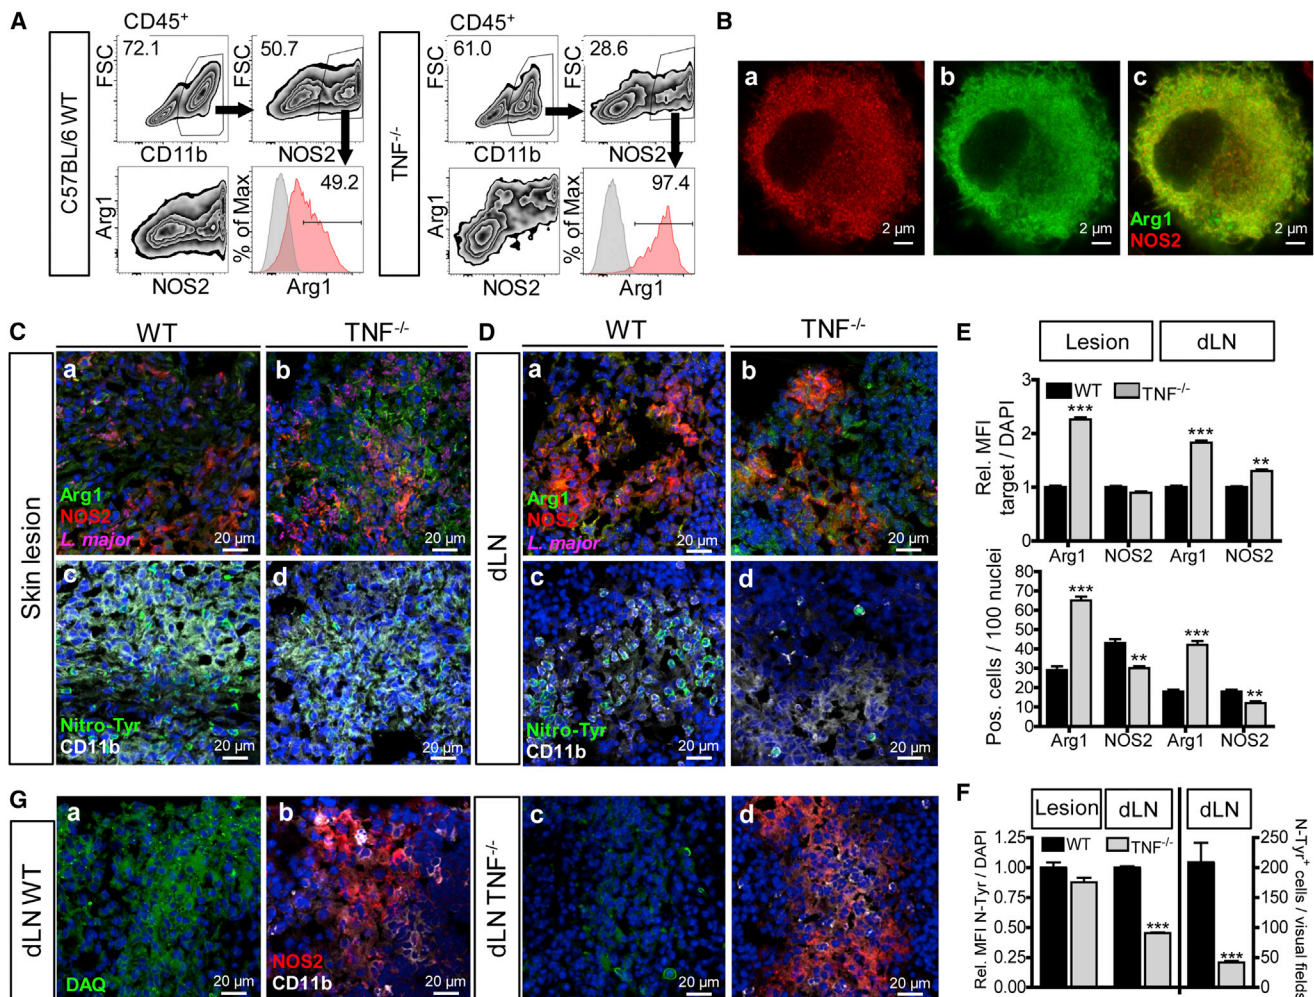 A
C57BL/6 WT
CD45+
72.1
FSC
CD11b
50.7
FSC
NOS2
Arg1
NOS2
49.2
% of Max
Arg1
TNF-/-
CD45+
61.0
FSC
CD11b
28.6
FSC
NOS2
Arg1
NOS2
97.4
% of Max
Arg1
B
a
2 µm
b
2 µm
c
Arg1
NOS2
2 µm
C
WT
TNF-/-
Skin lesion
a
Arg1
NOS2
L. major
20 µm
b
20 µm
c
Nitro-Tyr
CD11b
20 µm
d
20 µm
D
WT
TNF-/-
dLN
a
Arg1
NOS2
L. major
20 µm
b
20 µm
c
Nitro-Tyr
CD11b
20 µm
d
20 µm
E
Lesion
dLN
WT
TNF-/-
Rel. MFI
target / DAPI
3
2
1
0
***
***
**
Arg1
NOS2
Arg1
NOS2
Pos. cells / 100 nuclei
80
70
60
50
40
30
20
10
0
***
**
***
**
Arg1
NOS2
Arg1
NOS2
F
Lesion
dLN
dLN
WT
TNF-/-
Rel. MFI N-Tyr / DAPI
1.25
1.00
0.75
0.50
0.25
0.00
***
***
250
200
150
100
50
0
N-Tyr+ cells / visual fields
G
dLN WT
a
DAQ
20 µm
b
NOS2
CD11b
20 µm
dLN TNF-/-
c
20 µm
d
20 µm